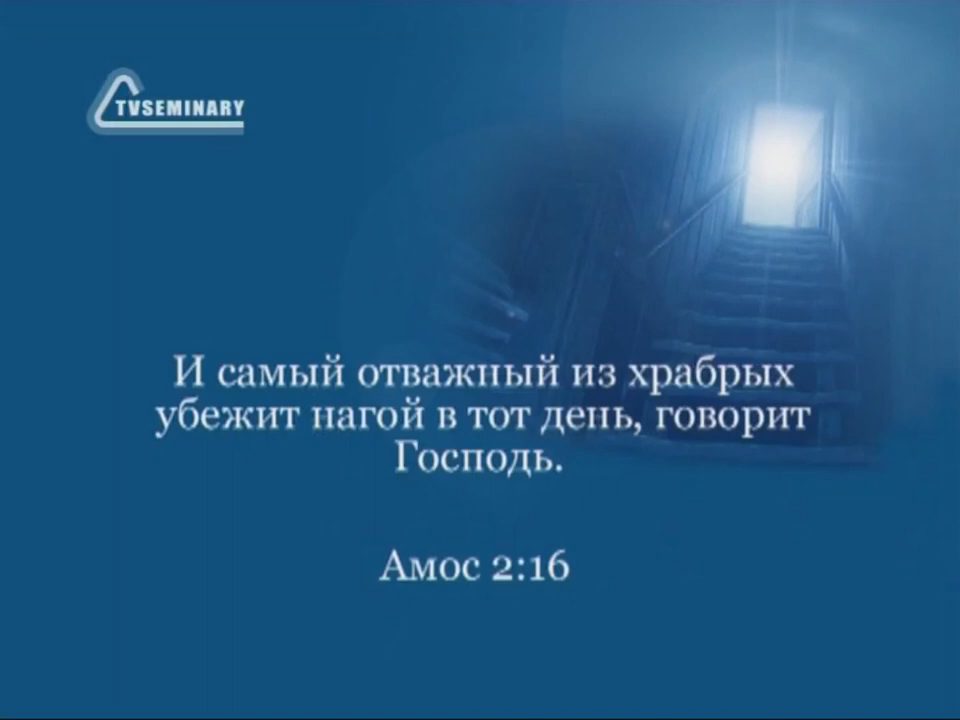 TVSEMINARY
И самый отважный из храбрых
убежит нагой в тот день, говорит
Господь.
Амос 2:16